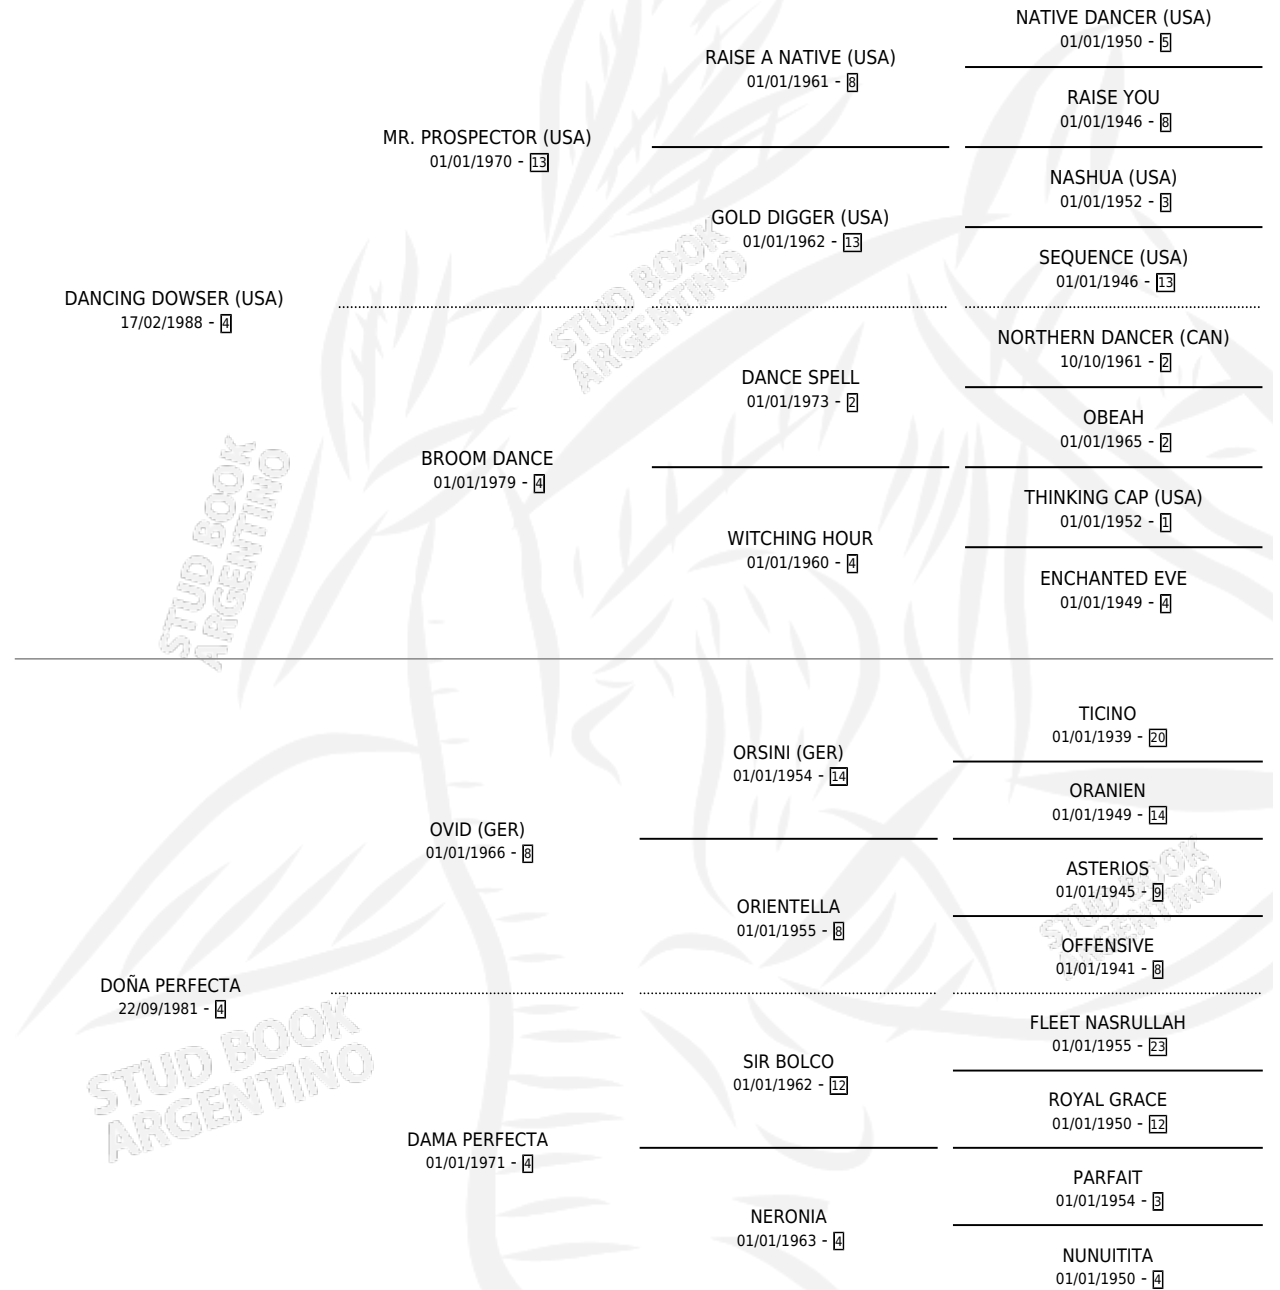 NATIVE DANCER (USA)
01/01/1950 - 5
RAISE A NATIVE (USA)
01/01/1961 - 8
RAISE YOU
01/01/1946 - 8
MR. PROSPECTOR (USA)
01/01/1970 - 13
NASHUA (USA)
01/01/1952 - 3
GOLD DIGGER (USA)
01/01/1962 - 13
SEQUENCE (USA)
01/01/1946 - 13
DANCING DOWSER (USA)
17/02/1988 - 4
STUD BOOK
ARGENTINO
NORTHERN DANCER (CAN)
10/10/1961 - 2
DANCE SPELL
01/01/1973 - 2
OBEAH
01/01/1965 - 2
BROOM DANCE
01/01/1979 - 4
THINKING CAP (USA)
01/01/1952 - 1
WITCHING HOUR
01/01/1960 - 4
ENCHANTED EVE
01/01/1949 - 4
STUD BOOK
ARGENTINO
TICINO
01/01/1939 - 20
ORSINI (GER)
01/01/1954 - 14
ORANIEN
01/01/1949 - 14
OVID (GER)
01/01/1966 - 8
ASTERIOS
01/01/1945 - 9
ORIENTELLA
01/01/1955 - 8
STUD BOOK
ARGENTINO
OFFENSIVE
01/01/1941 - 8
DOÑA PERFECTA
22/09/1981 - 4
FLEET NASRULLAH
01/01/1955 - 23
SIR BOLCO
01/01/1962 - 12
ROYAL GRACE
01/01/1950 - 12
STUD BOOK
ARGENTINO
DAMA PERFECTA
01/01/1971 - 4
PARFAIT
01/01/1954 - 3
NERONIA
01/01/1963 - 4
NUNUITITA
01/01/1950 - 4